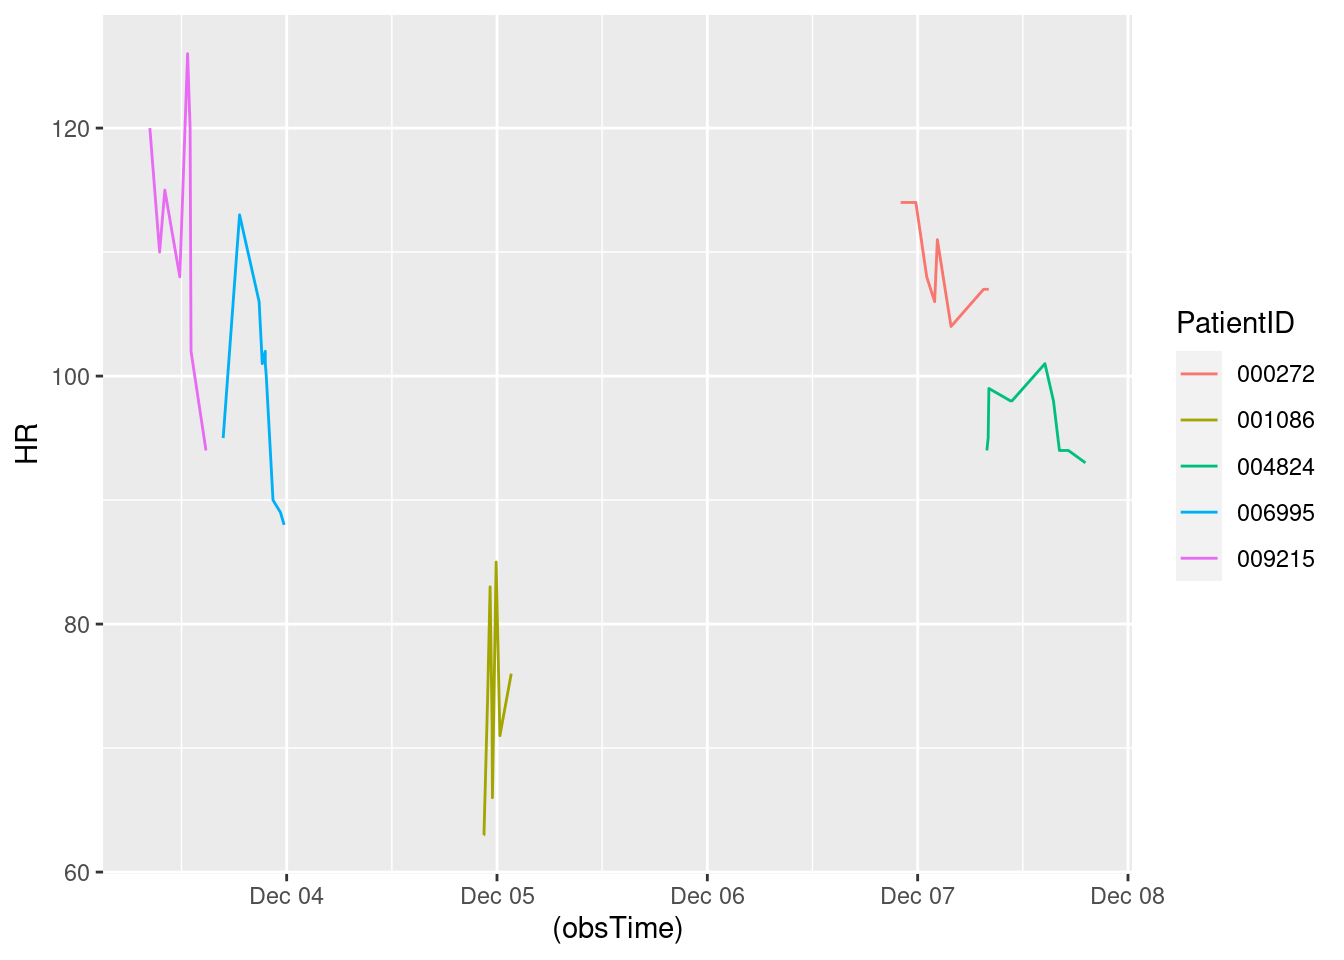 120
100
80
60
HR
Dec 04
Dec 05
Dec 06
Dec 07
Dec 08
(obsTime)
PatientID
000272
001086
004824
006995
009215